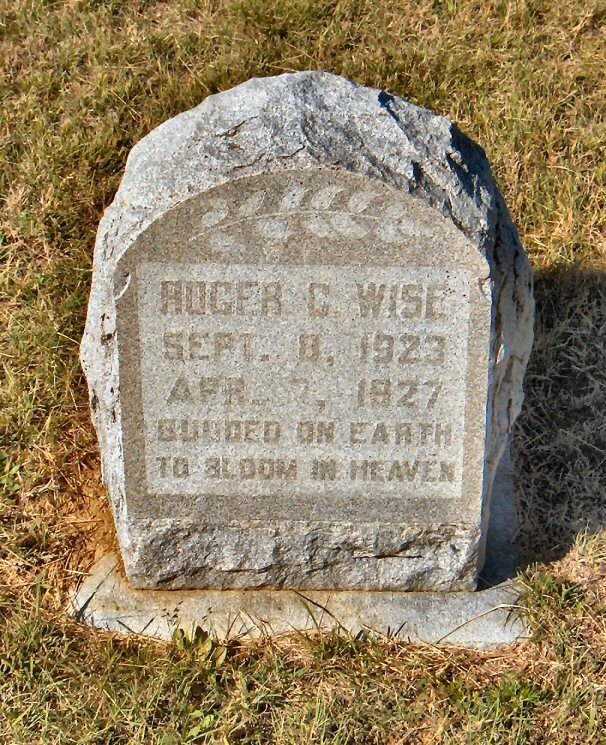 ROGER C. WISE
SEPT. 8, 1923
APR. 7, 1927
BUDDED ON EARTH
TO BLOOM IN HEAVEN